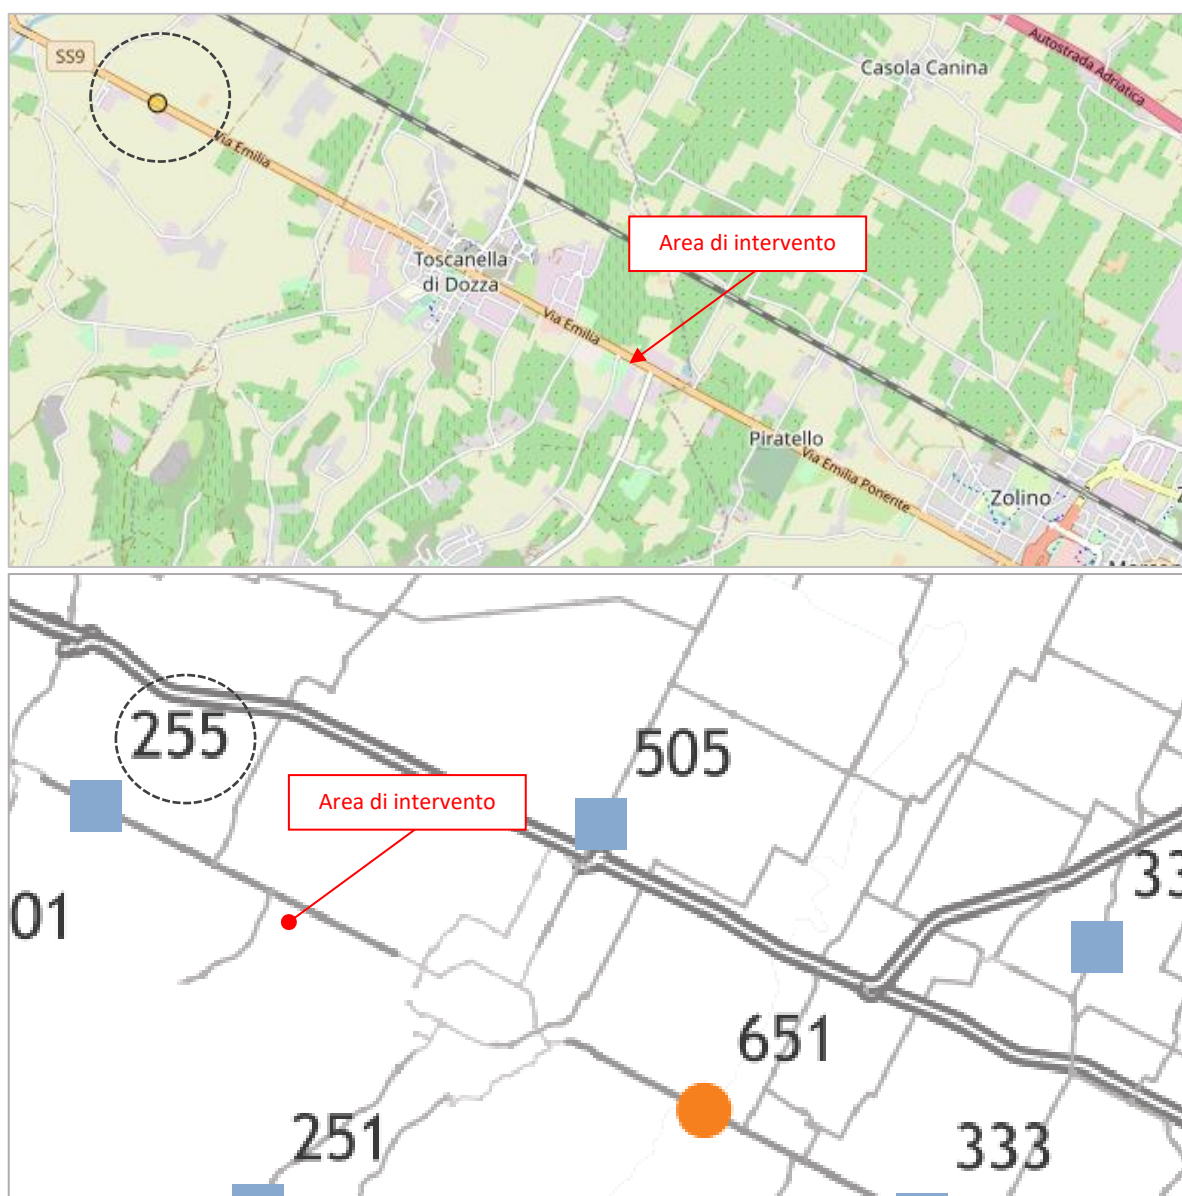 SS9
Autostrada Adriatica
Casola Canina
Via Emilia
Area di intervento
Toscanella
di Dozza
Via Emilia
Piratello
Via Emilia Ponente
Zolino
255
505
Area di intervento
33
01
651
251
333